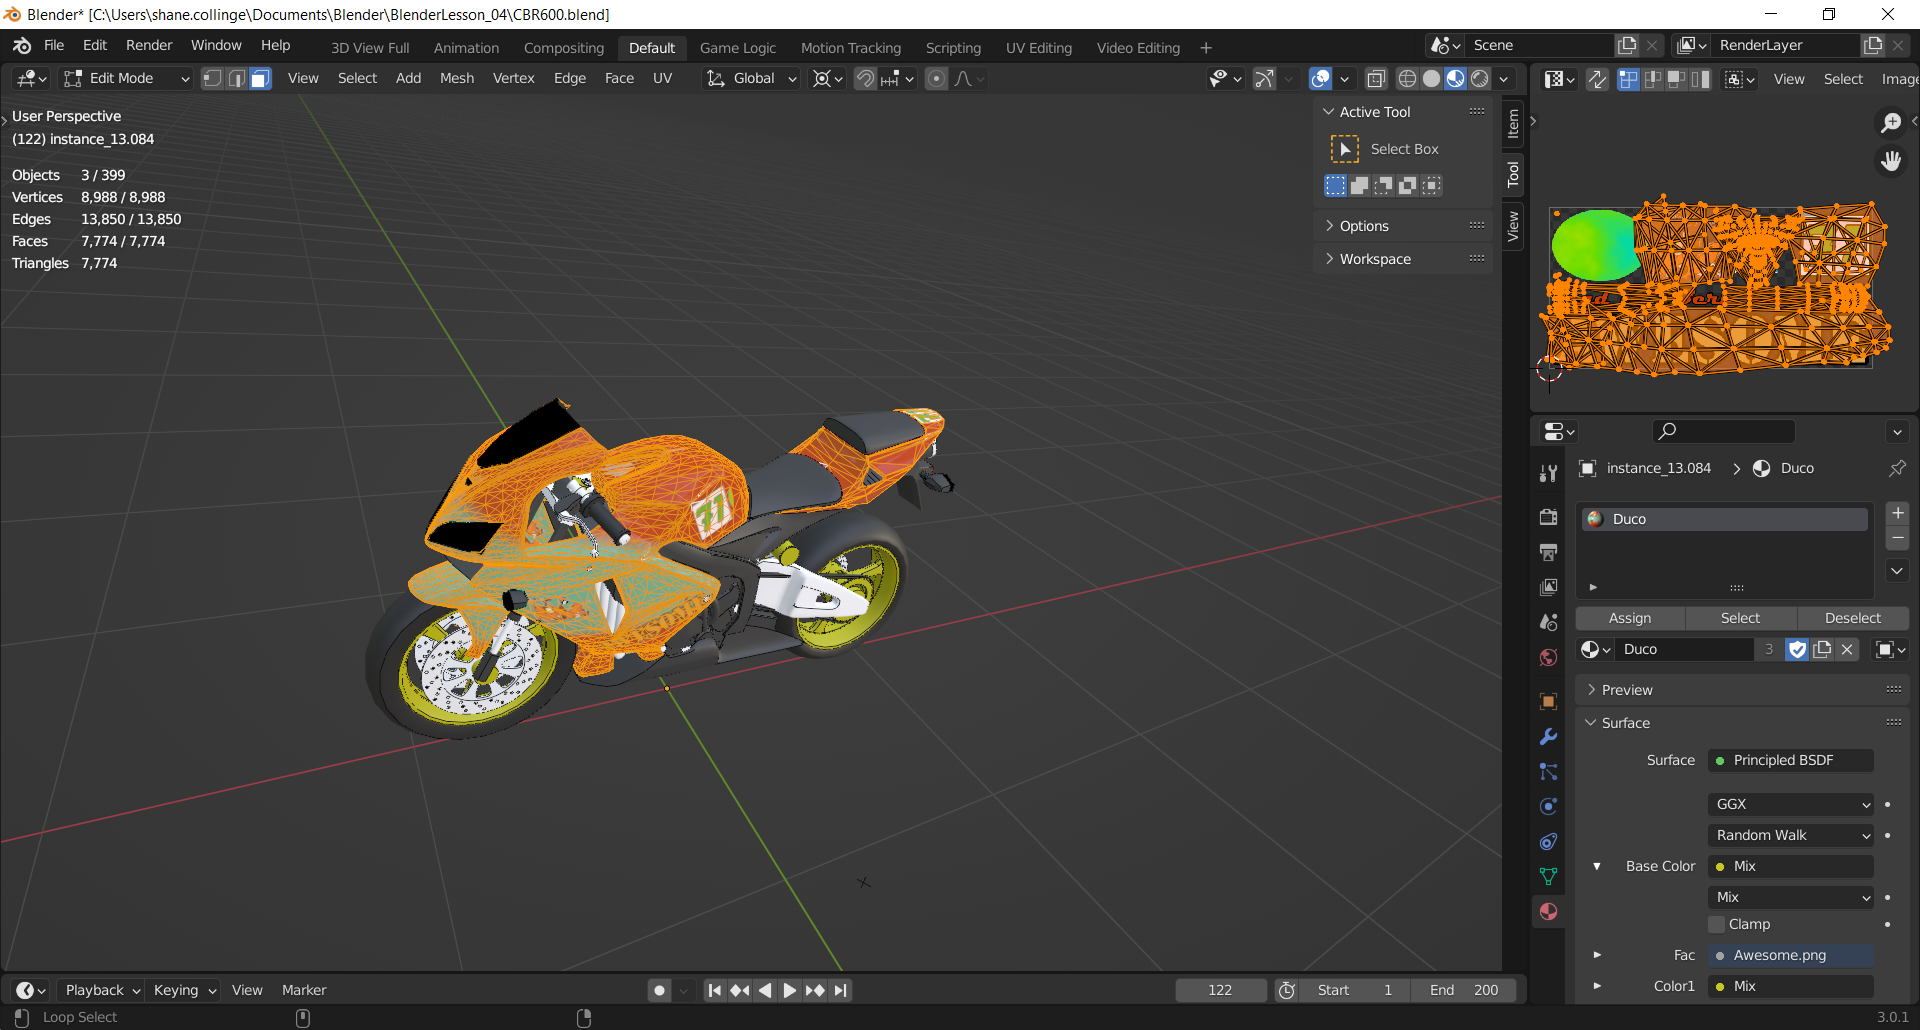 Blender* [C:\Users\shane.collinge\Documents\Blender\BlenderLesson_04\CBR600.blend]
File Edit Render Window Help 3D View Full Animation Compositing Default Game Logic Motion Tracking Scripting UV Editing Video Editing + Scene RenderLayer
Edit Mode View Select Add Mesh Vertex Edge Face UV Global View Select Imag
User Perspective
(122) instance_13.084
Objects 3 / 399
Vertices 8,988 / 8,988
Edges 13,850 / 13,850
Faces 7,774 / 7,774
Triangles 7,774
Active Tool
Select Box
Options
Workspace
Item
Tool
View
instance_13.084 > Duco
Duco
Assign Select Deselect
Duco 3
Preview
Surface
Surface Principled BSDF
GGX
Random Walk
Base Color Mix
Mix
Clamp
Fac Awesome.png
Color1 Mix
Playback Keying View Marker 122 Start 1 End 200
Loop Select 3.0.1